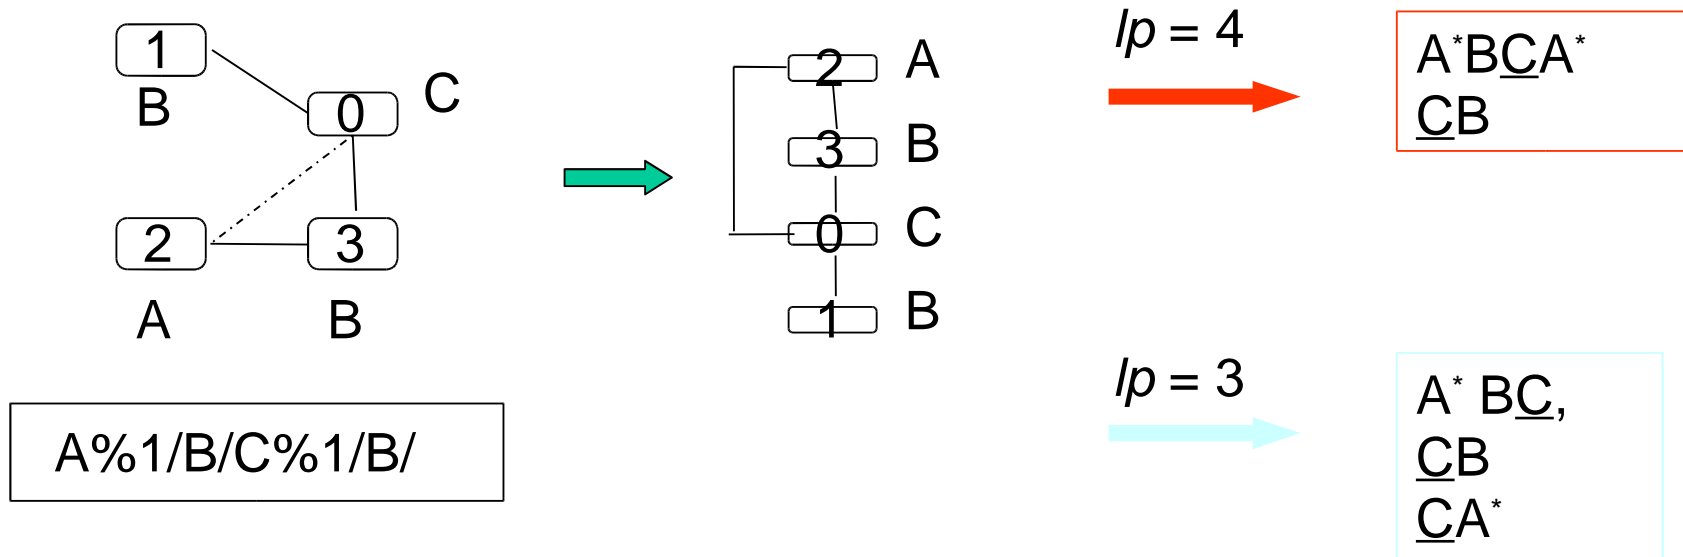 1
B
0
C
2
3
A
B
A%1/B/C%1/B/
2
A
3
B
0
C
1
B
lp = 4
A*BCA*
CB
lp = 3
A* BC,
CB
CA*